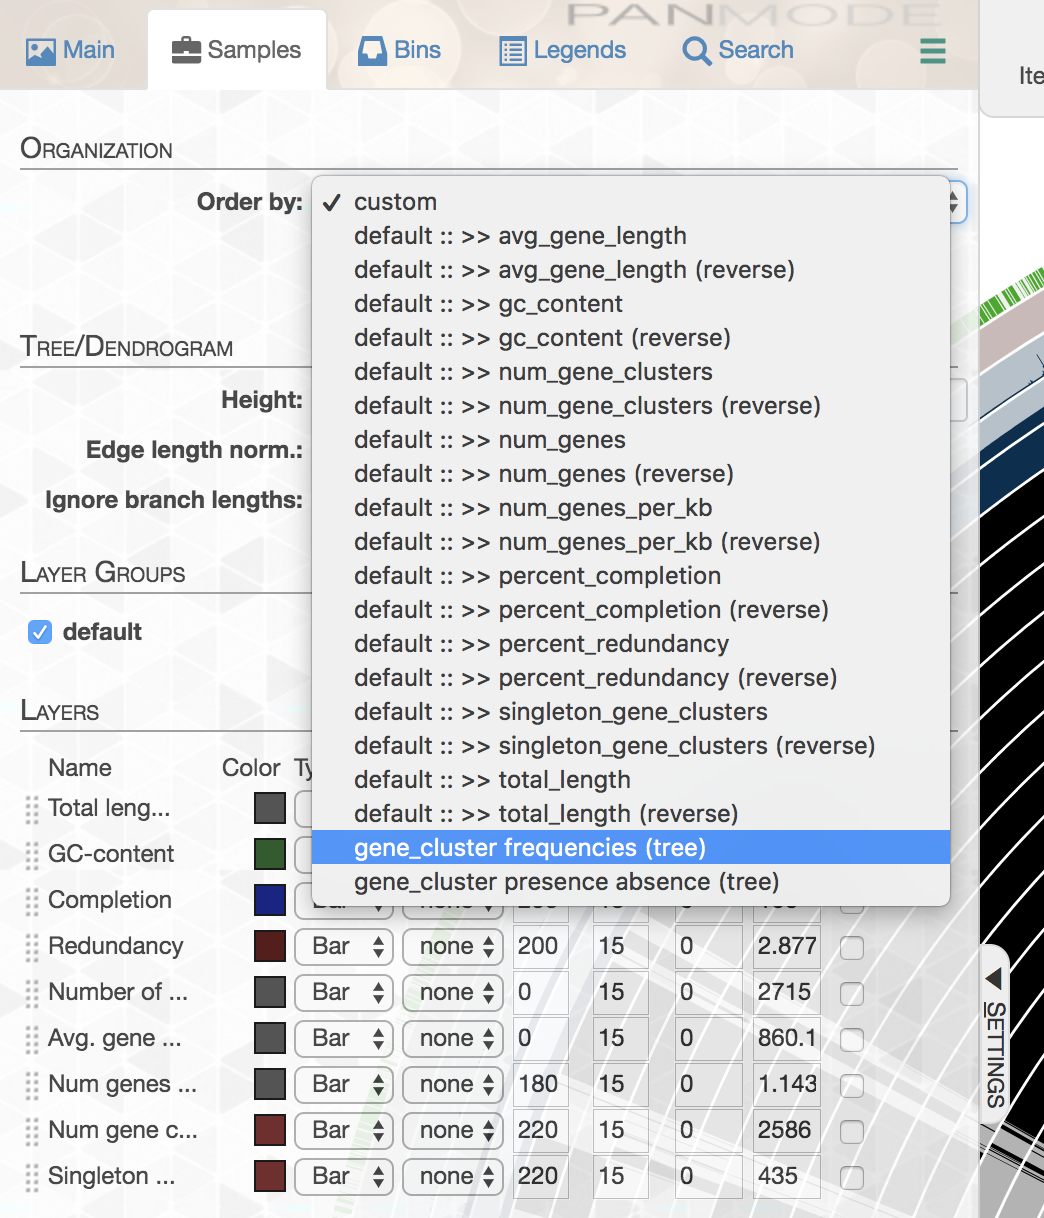 PANMODE
Main Samples Bins Legends Search
Ite
ORGANIZATION
Order by: ✓ custom
default :: >> avg_gene_length
default :: >> avg_gene_length (reverse)
default :: >> gc_content
default :: >> gc_content (reverse)
default :: >> num_gene_clusters
default :: >> num_gene_clusters (reverse)
default :: >> num_genes
default :: >> num_genes (reverse)
default :: >> num_genes_per_kb
default :: >> num_genes_per_kb (reverse)
default :: >> percent_completion
default :: >> percent_completion (reverse)
default :: >> percent_redundancy
default :: >> percent_redundancy (reverse)
default :: >> singleton_gene_clusters
default :: >> singleton_gene_clusters (reverse)
default :: >> total_length
default :: >> total_length (reverse)
gene_cluster frequencies (tree)
gene_cluster presence absence (tree)
TREE/DENDROGRAM
Height:
Edge length norm.:
Ignore branch lengths:
LAYER GROUPS
default
LAYERS
Name Color Ty
Total leng...
GC-content
Completion
Redundancy Bar none 200 15 0 2.877
Number of ... Bar none 0 15 0 2715
Avg. gene ... Bar none 0 15 0 860.1
Num genes ... Bar none 180 15 0 1.143
Num gene c... Bar none 220 15 0 2586
Singleton ... Bar none 220 15 0 435
SETTINGS